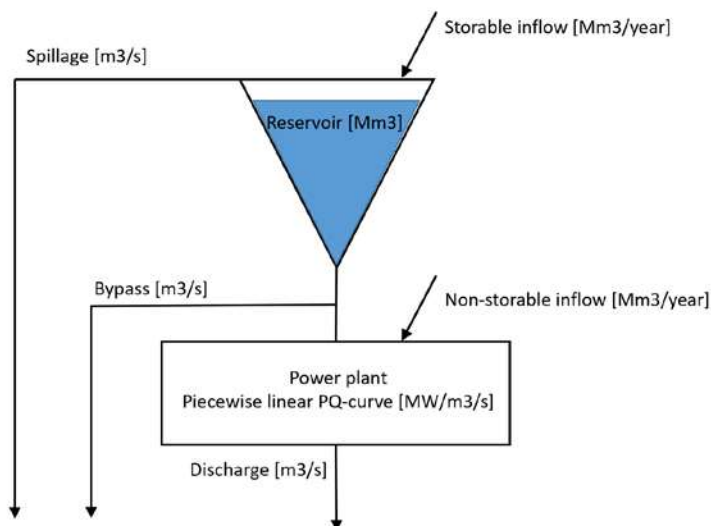 Storable inflow [Mm3/year]
Spillage [m3/s]
Reservoir [Mm3]
Bypass [m3/s]
Non-storable inflow [Mm3/year]
Power plant
Piecewise linear PQ-curve [MW/m3/s]
Discharge [m3/s]